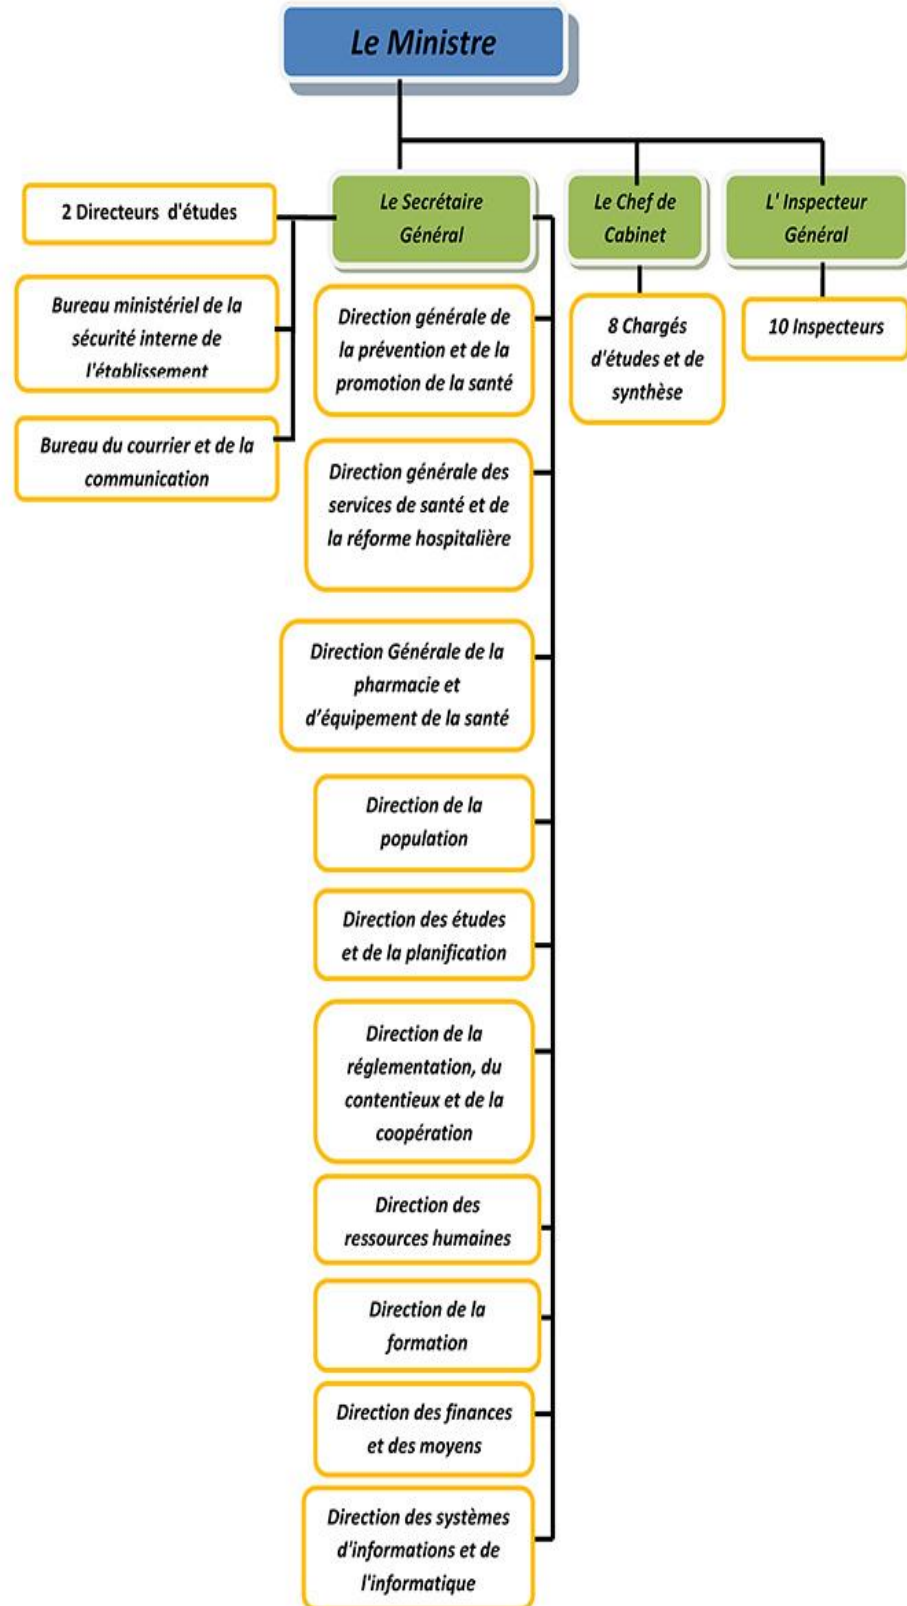 Le Ministre
Le Secrétaire
Général
Le Chef de
Cabinet
L' Inspecteur
Général
2 Directeurs d'études
Bureau ministériel de la
sécurité interne de
l'établissement
Bureau du courrier et de la
communication
Direction générale de
la prévention et de la
promotion de la santé
Direction générale des
services de santé et de
la réforme hospitalière
Direction Générale de la
pharmacie et
d’équipement de la santé
Direction de la
population
Direction des études
et de la planification
Direction de la
réglementation, du
contentieux et de la
coopération
Direction des
ressources humaines
Direction de la
formation
Direction des finances
et des moyens
Direction des systèmes
d'informations et de
l'informatique
8 Chargés
d'études et de
synthèse
10 Inspecteurs